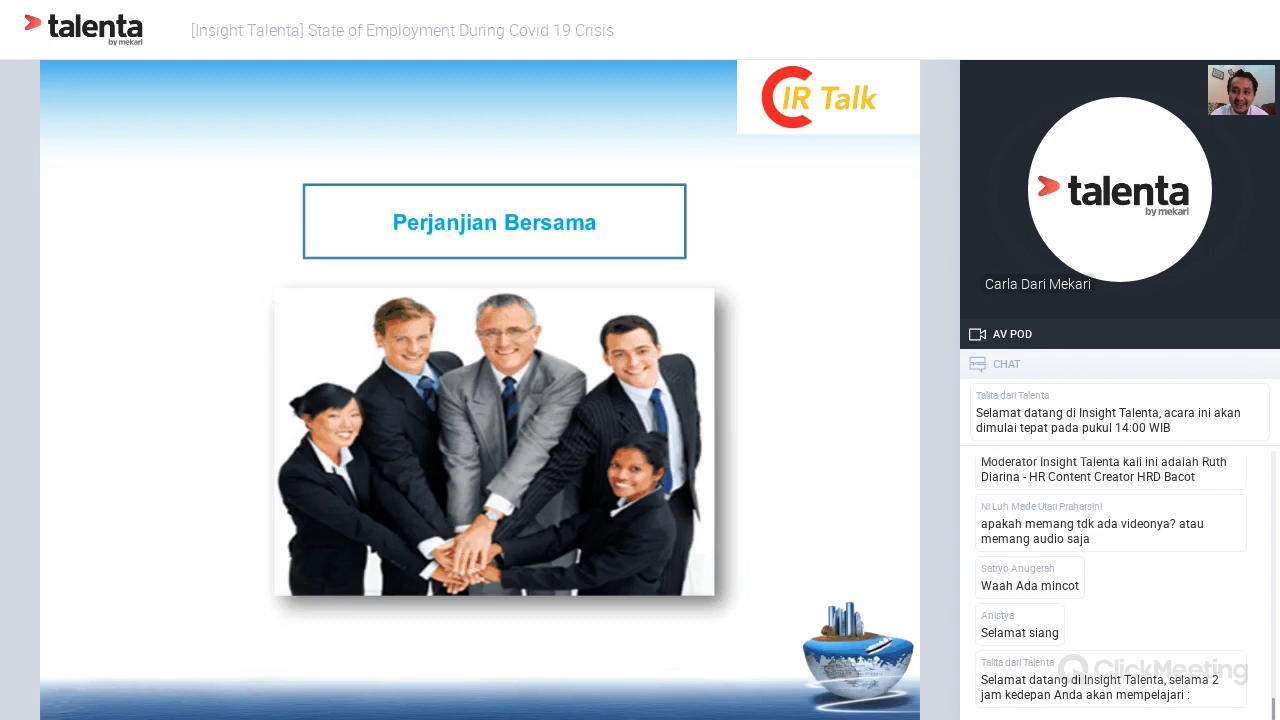 talenta
by mekari
[Insight Talenta] State of Employment During Covid 19 Crisis
CIR Talk
Perjanjian Bersama
talenta
by mekari
Carla Dari Mekari
AV POD
CHAT
Talita dari Talenta
Selamat datang di Insight Talenta, acara ini akan
dimulai tepat pada pukul 14:00 WIB
Moderator Insight Talenta kali ini adalah Ruth
Diarina - HR Content Creator HRD Bacot
Ni Luh Made Utari Praharsini
apakah memang tdk ada videonya? atau
memang audio saja
Satryo Anugerah
Waah Ada mincot
Anistya
Selamat siang
Talita dari Talenta
ClickMeeting
Selamat datang di Insight Talenta, selama 2
jam kedepan Anda akan mempelajari :